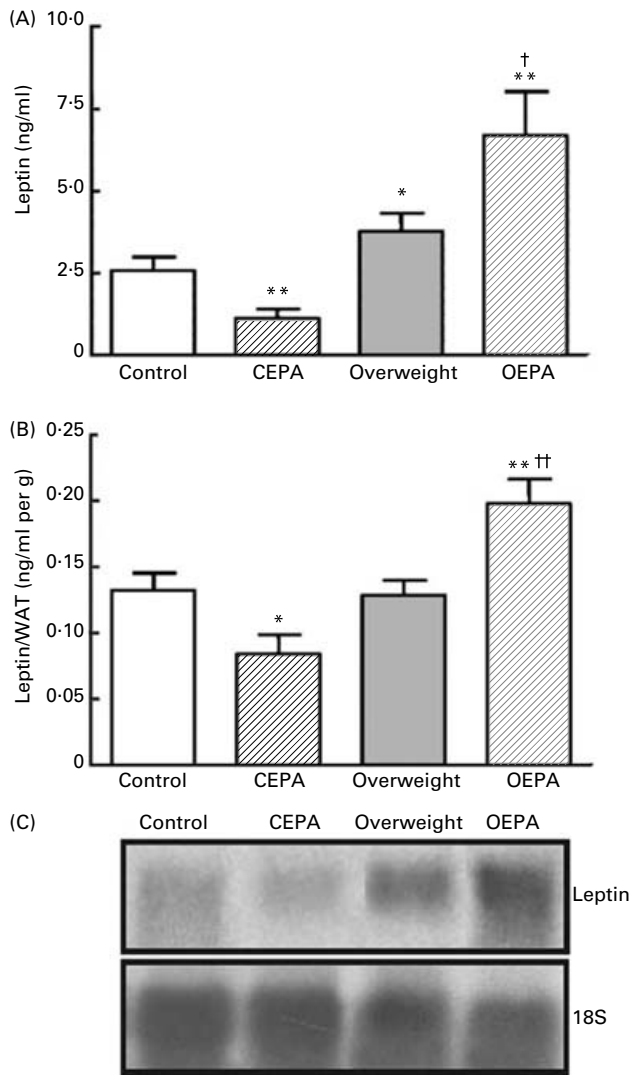 (A)
10·0
7·5
5·0
2·5
0
Leptin (ng/ml)
**
*
†
**
Control CEPA Overweight OEPA
(B)
0·25
0·20
0·15
0·10
0·05
0
Leptin/WAT (ng/ml per g)
*
** ††
Control CEPA Overweight OEPA
(C)
Control CEPA Overweight OEPA
Leptin
18S